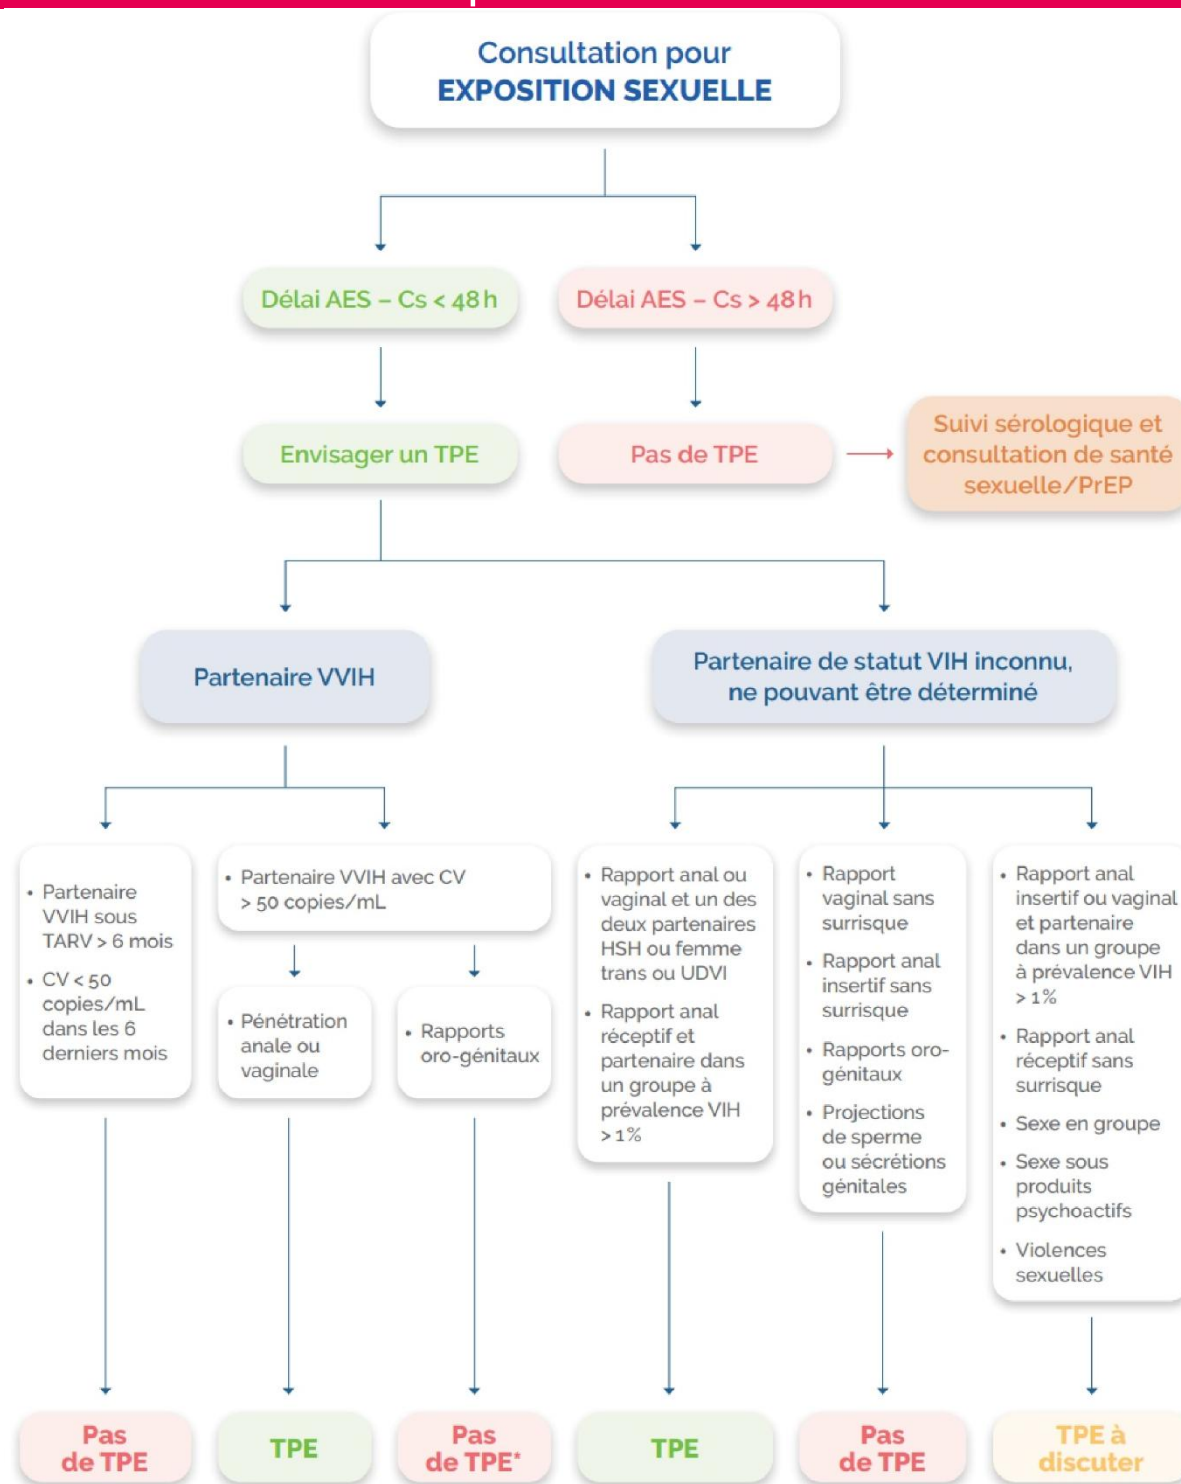 Consultation pour
EXPOSITION SEXUELLE
Délai AES – Cs < 48 h
Délai AES – Cs > 48 h
Envisager un TPE
Pas de TPE
Suivi sérologique et
consultation de santé
sexuelle/PrEP
Partenaire VVIH
Partenaire de statut VIH inconnu,
ne pouvant être déterminé
• Partenaire
VVIH sous
TARV > 6 mois
• CV < 50
copies/mL
dans les 6
derniers mois
• Partenaire VVIH avec CV
> 50 copies/mL
• Pénétration
anale ou
vaginale
• Rapports
oro-génitaux
• Rapport anal ou
vaginal et un des
deux partenaires
HSH ou femme
trans ou UDVI
• Rapport anal
réceptif et
partenaire dans
un groupe à
prévalence VIH
> 1%
• Rapport
vaginal sans
surrisque
• Rapport anal
insertif sans
surrisque
• Rapports oro-
génitaux
• Projections
de sperme
ou sécrétions
génitales
• Rapport anal
insertif ou vaginal
et partenaire
dans un groupe
à prévalence VIH
> 1%
• Rapport anal
réceptif sans
surrisque
• Sexe en groupe
• Sexe sous
produits
psychoactifs
• Violences
sexuelles
Pas
de TPE
TPE
Pas
de TPE*
TPE
Pas
de TPE
TPE à
discuter